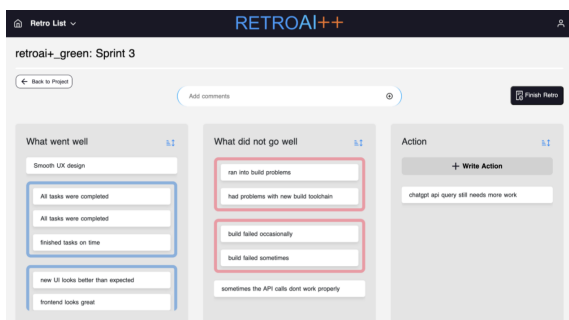 Retro List
RETROAI++
retroai+_green: Sprint 3
Back to Project
Add comments
Finish Retro
What went well
Smooth UX design
All tasks were completed
All tasks were completed
finished tasks on time
new UI looks better than expected
frontend looks great
What did not go well
ran into build problems
had problems with new build toolchain
build failed occasionally
build failed sometimes
sometimes the API calls dont work properly
Action
+ Write Action
chatgpt api query still needs more work